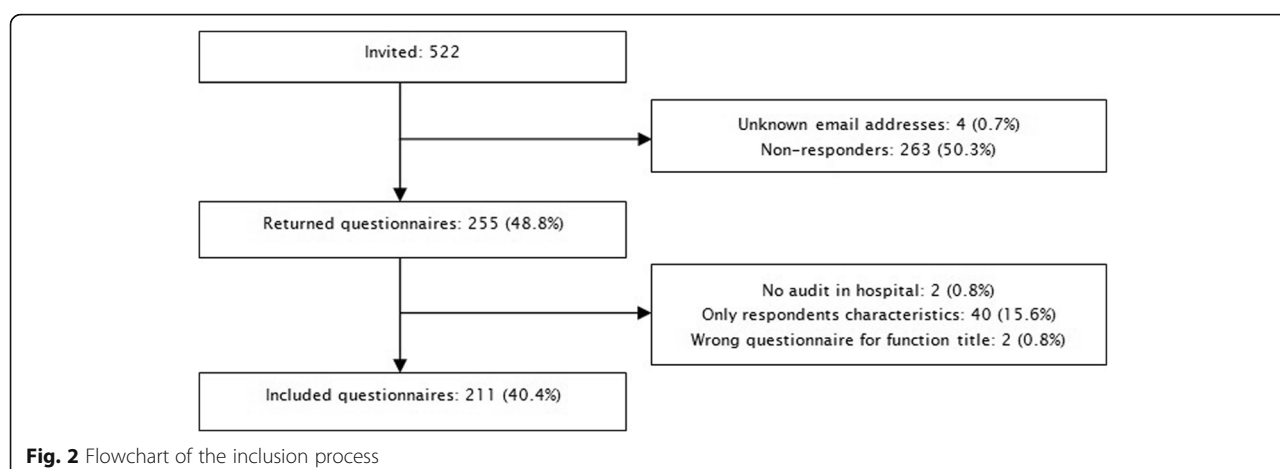 Invited: 522
Unknown email addresses: 4 (0.7%)
Non-responders: 263 (50.3%)
Returned questionnaires: 255 (48.8%)
No audit in hospital: 2 (0.8%)
Only respondents characteristics: 40 (15.6%)
Wrong questionnaire for function title: 2 (0.8%)
Included questionnaires: 211 (40.4%)
Fig. 2 Flowchart of the inclusion process